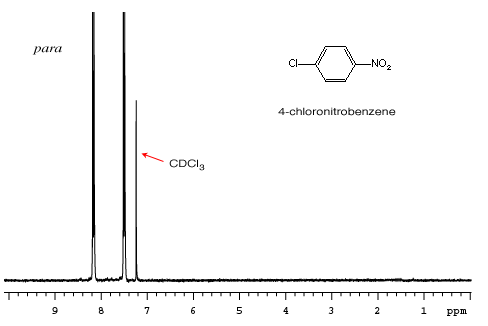 para
Cl
NO2
4-chloronitrobenzene
CDCl3
9 8 7 6 5 4 3 2 1 ppm